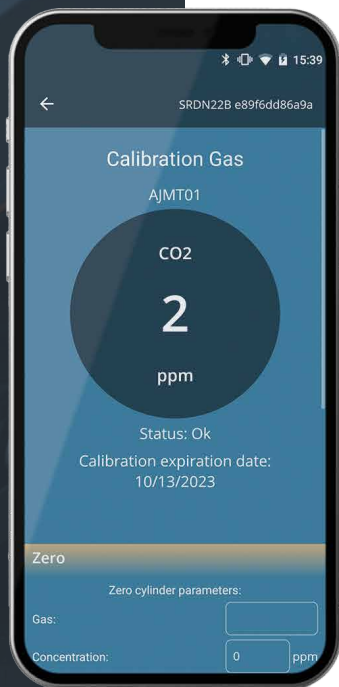 15:39
SRDN22B e89f6dd86a9a
Calibration Gas
AJMT01
CO2
2
ppm
Status: Ok
Calibration expiration date:
10/13/2023
Zero
Zero cylinder parameters:
Gas:
Concentration: 0 ppm